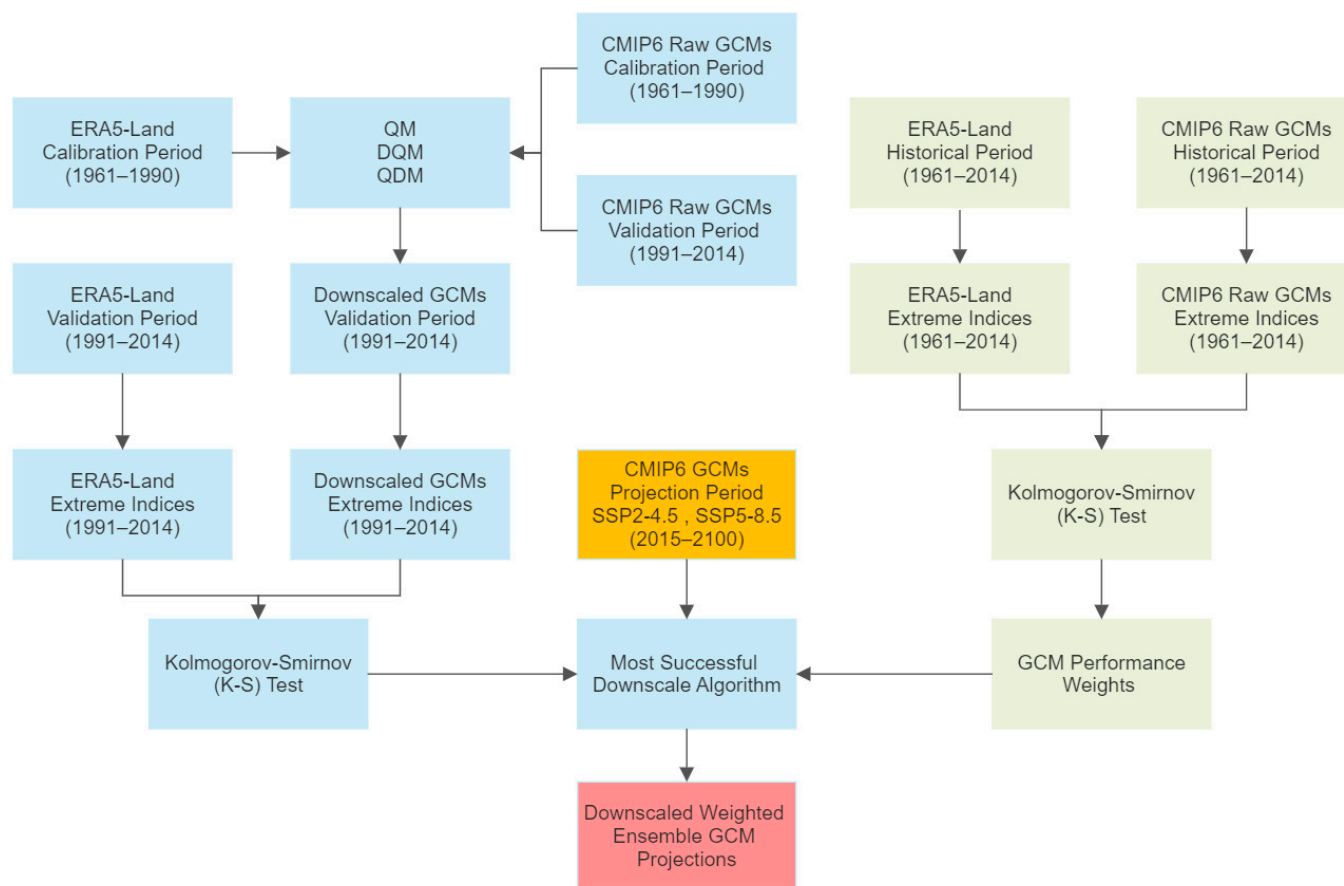 CMIP6 Raw GCMs
Calibration Period
(1961–1990)
ERA5-Land
Calibration Period
(1961–1990)
QM
DQM
QDM
ERA5-Land
Historical Period
(1961–2014)
CMIP6 Raw GCMs
Historical Period
(1961–2014)
CMIP6 Raw GCMs
Validation Period
(1991–2014)
ERA5-Land
Validation Period
(1991–2014)
Downscaled GCMs
Validation Period
(1991–2014)
ERA5-Land
Extreme Indices
(1961–2014)
CMIP6 Raw GCMs
Extreme Indices
(1961–2014)
ERA5-Land
Extreme Indices
(1991–2014)
Downscaled GCMs
Extreme Indices
(1991–2014)
CMIP6 GCMs
Projection Period
SSP2-4.5 , SSP5-8.5
(2015–2100)
Kolmogorov-Smirnov
(K-S) Test
Kolmogorov-Smirnov
(K-S) Test
Most Successful
Downscale Algorithm
GCM Performance
Weights
Downscaled Weighted
Ensemble GCM
Projections